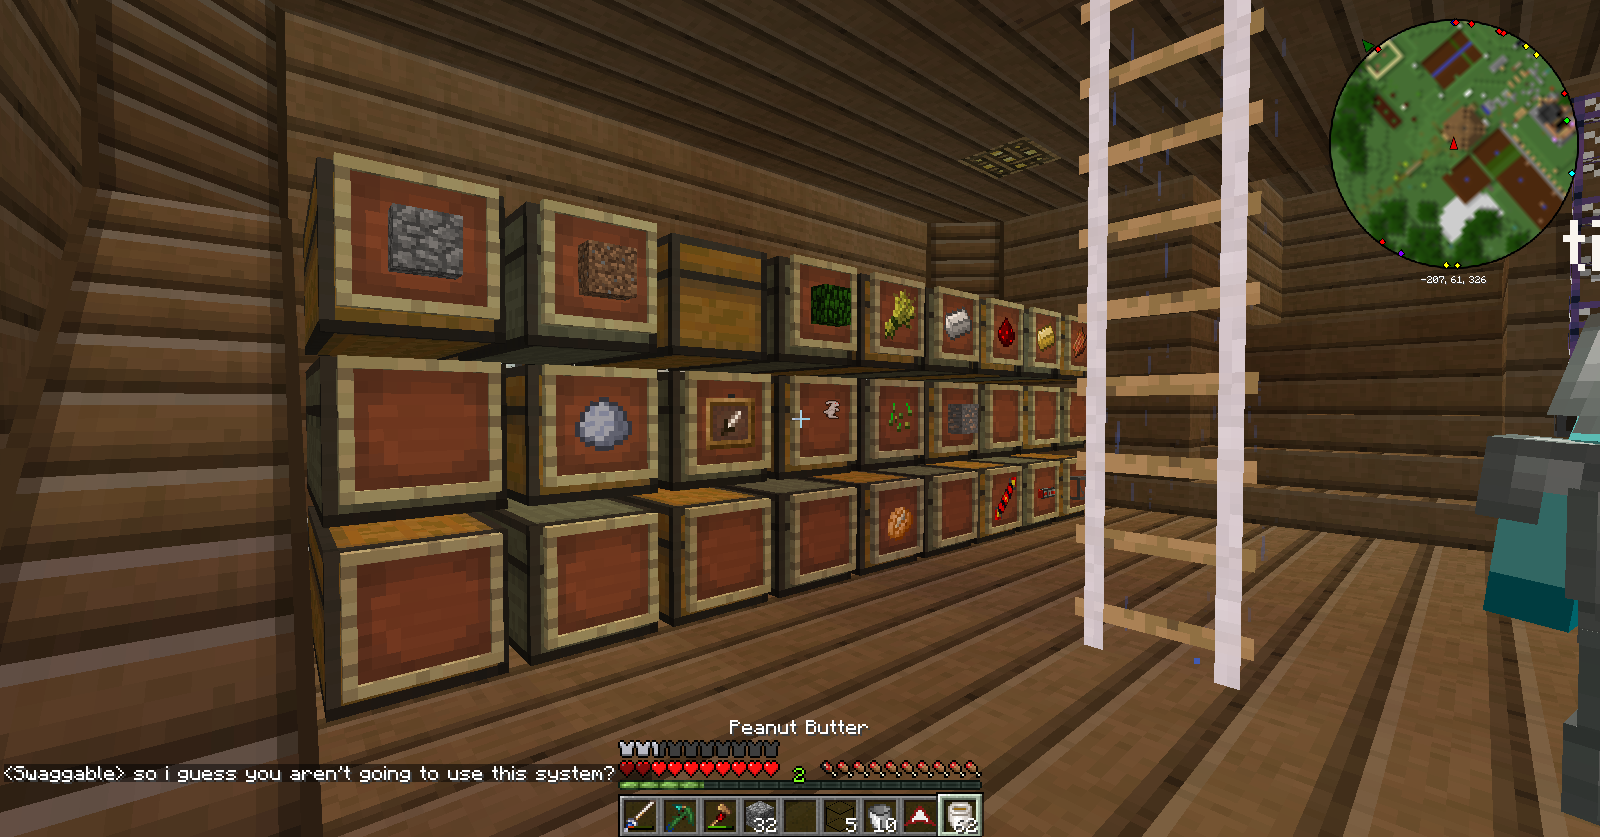 -207, 61, 326
Peanut Butter
<Swaggable> so i guess you aren't going to use this system?
2
32
5
10
62